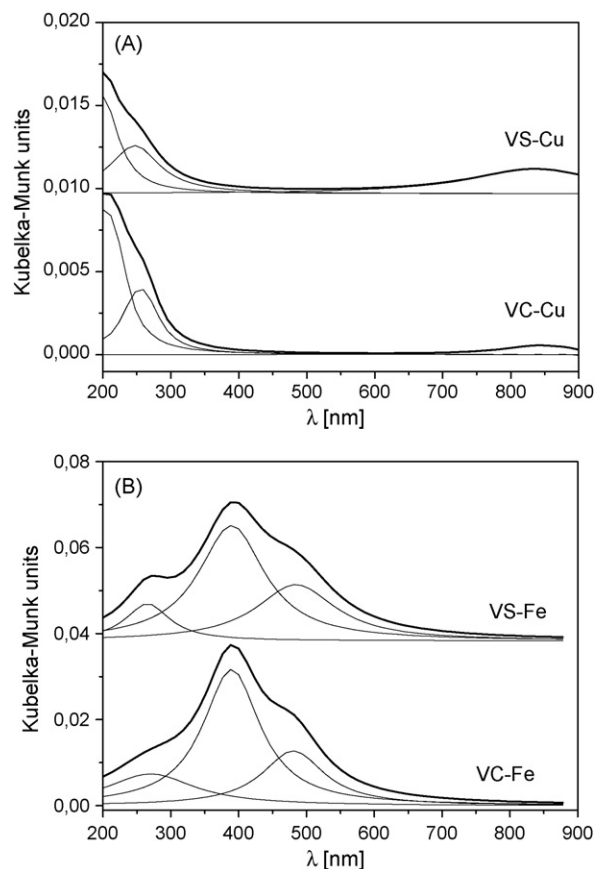 (A)
0,020
0,015
0,010
0,005
0,000
Kubelka-Munk units
VS-Cu
VC-Cu
200 300 400 500 600 700 800 900
λ [nm]
(B)
0,08
0,06
0,04
0,02
0,00
Kubelka-Munk units
VS-Fe
VC-Fe
200 300 400 500 600 700 800 900
λ [nm]